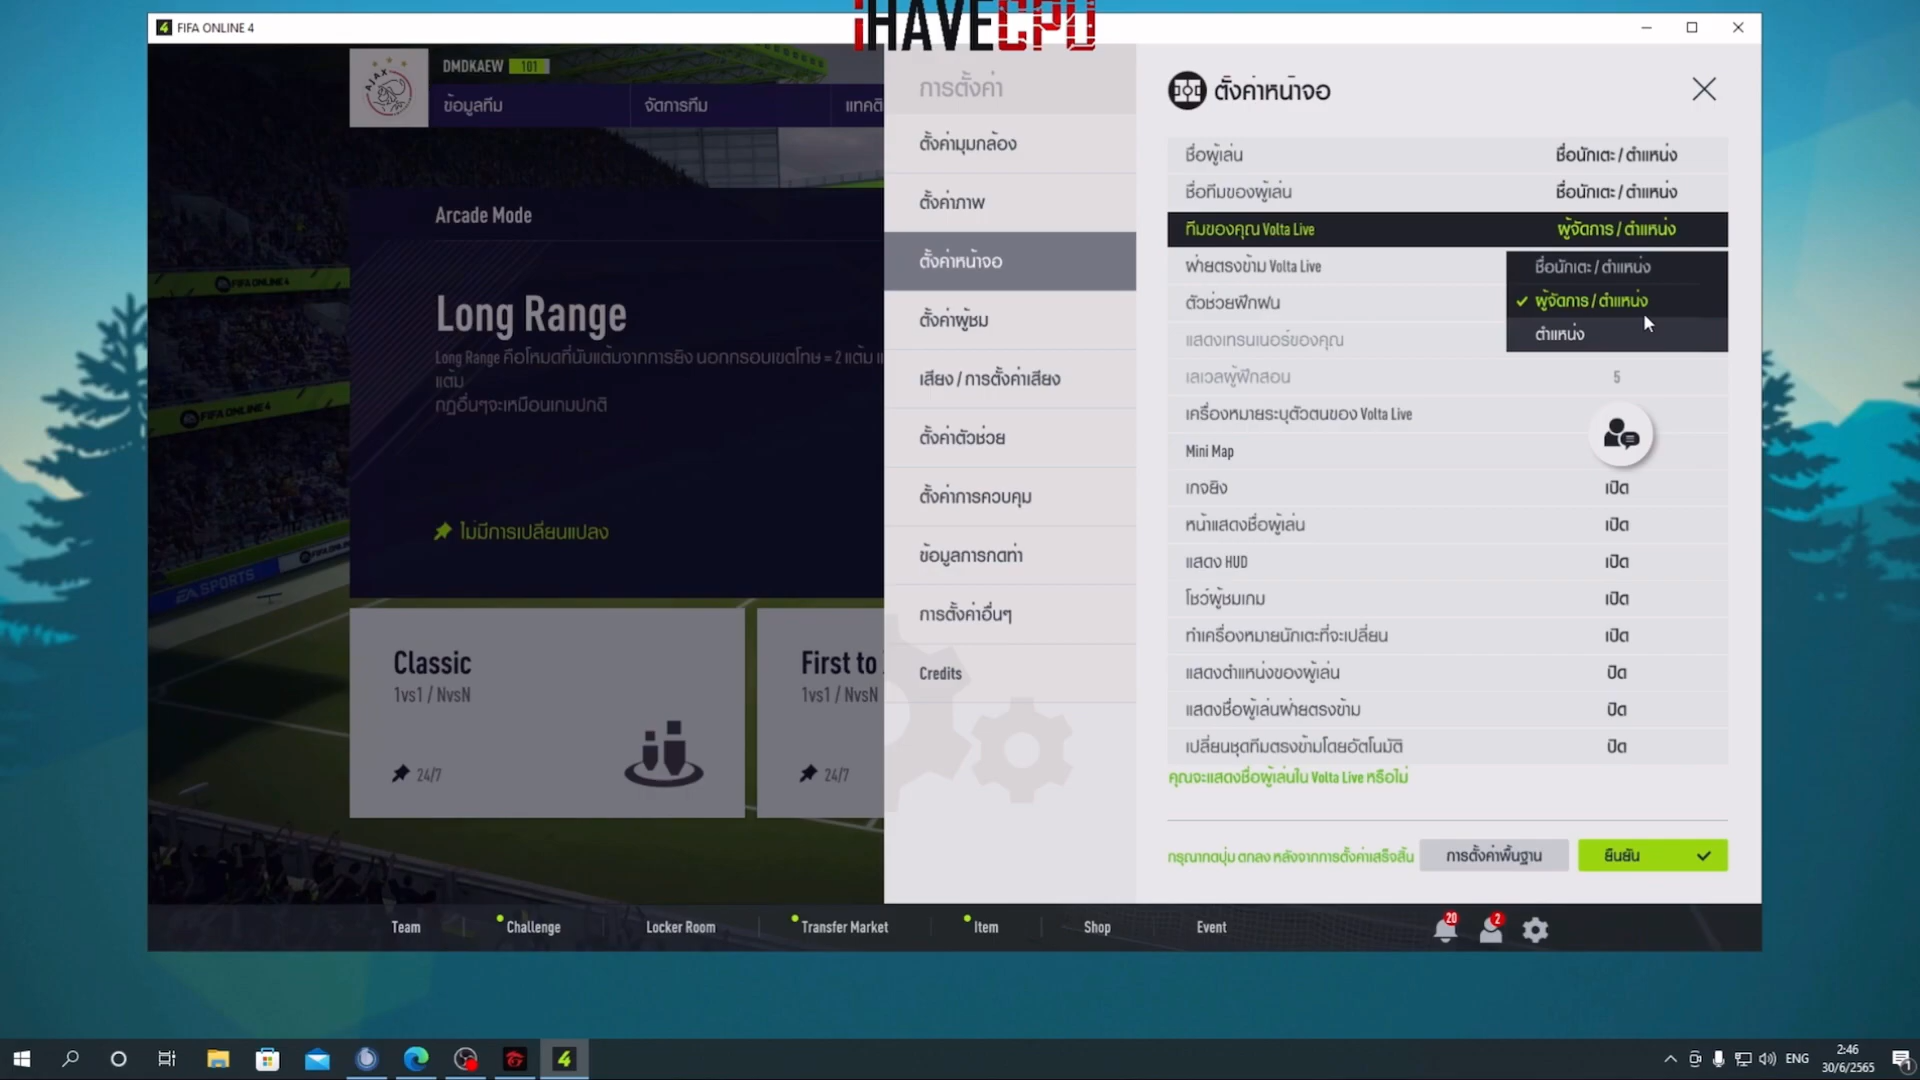 iHAVECPU
FIFA ONLINE 4
DMDKAEW 101
ข้อมูลทีม
จัดการทีม
แทคติ
Arcade Mode
Long Range
Long Range คือโหมดที่นับแต้มจากการยิง นอกกรอบเขตโทษ = 2 แต้ม แ
แต้ม
กฎอื่นๆจะเหมือนเกมปกติ
ไม่มีการเปลี่ยนแปลง
FIFA ONLINE 4
FIFA ONLINE 4
EA SPORTS
Classic
1vs1 / NvsN
24/7
First to
1vs1 / NvsN
24/7
การตั้งค่า
ตั้งค่ามุมกล้อง
ตั้งค่าภาพ
ตั้งค่าหน้าจอ
ตั้งค่าผู้ชม
เสียง / การตั้งค่าเสียง
ตั้งค่าตัวช่วย
ตั้งค่าการควบคุม
ข้อมูลการกดท่า
การตั้งค่าอื่นๆ
Credits
ตั้งค่าหน้าจอ
ชื่อผู้เล่น ชื่อนักเตะ / ตำแหน่ง
ชื่อทีมของผู้เล่น ชื่อนักเตะ / ตำแหน่ง
ทีมของคุณ Volta Live ผู้จัดการ / ตำแหน่ง
ฝ่ายตรงข้าม Volta Live
ชื่อนักเตะ / ตำแหน่ง
ผู้จัดการ / ตำแหน่ง
ตำแหน่ง
ตัวช่วยฝึกฝน
แสดงเทรนเนอร์ของคุณ
เลเวลผู้ฝึกสอน 5
เครื่องหมายระบุตัวตนของ Volta Live
Mini Map
เกจยิง เปิด
หน้าแสดงชื่อผู้เล่น เปิด
แสดง HUD เปิด
โชว์ผู้ชมเกม เปิด
ทำเครื่องหมายนักเตะที่จะเปลี่ยน เปิด
แสดงตำแหน่งของผู้เล่น ปิด
แสดงชื่อผู้เล่นฝ่ายตรงข้าม ปิด
เปลี่ยนชุดทีมตรงข้ามโดยอัตโนมัติ ปิด
คุณจะแสดงชื่อผู้เล่นใน Volta Live หรือไม่
กรุณากดปุ่ม ตกลง หลังจากการตั้งค่าเสร็จสิ้น
การตั้งค่าพื้นฐาน
ยืนยัน
Team
Challenge
Locker Room
Transfer Market
Item
Shop
Event
20
2
4
ENG
2:46
30/6/2565
1